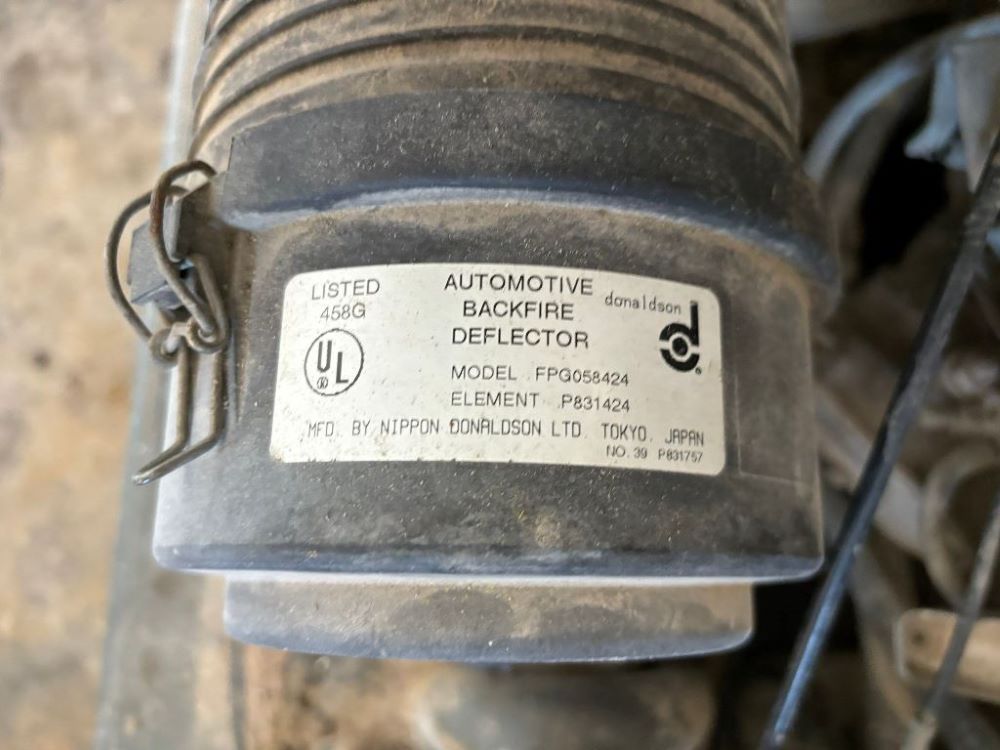 LISTED
458G
UL
AUTOMOTIVE
BACKFIRE
DEFLECTOR
donaldson
MODEL FPG058424
ELEMENT P831424
MFD. BY NIPPON DONALDSON LTD. TOKYO. JAPAN
NO. 39 P831757